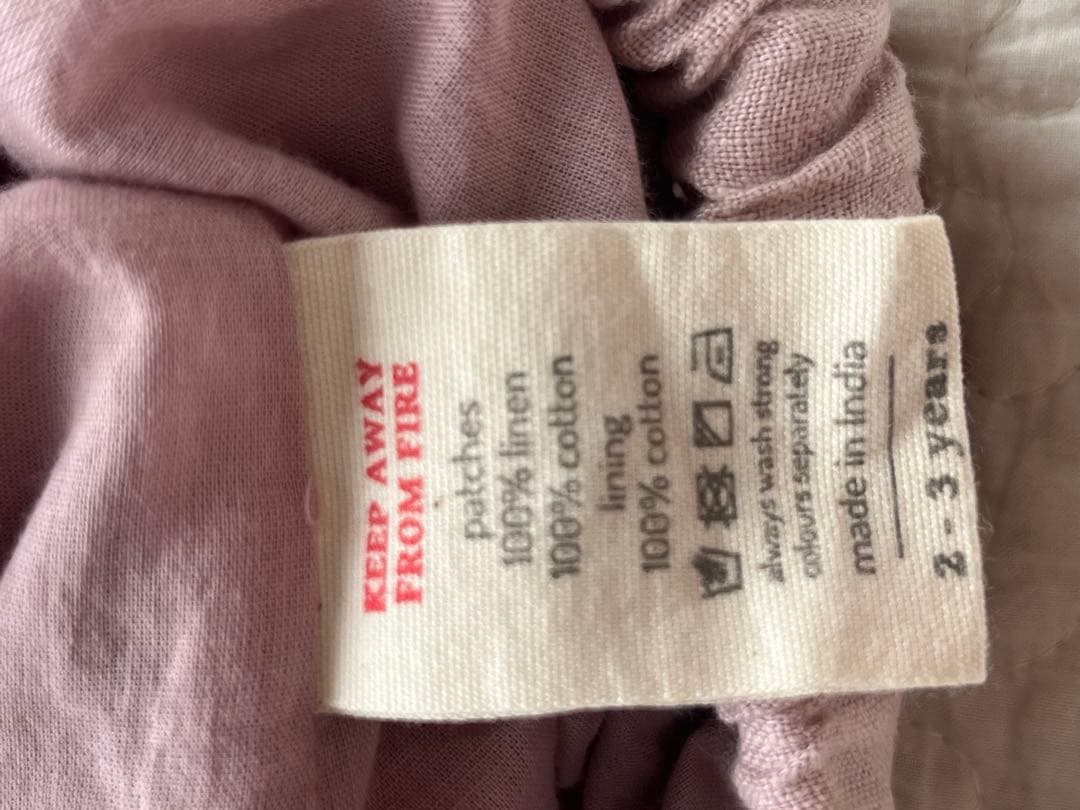 KEEP AWAY
FROM FIRE
patches
100% linen
100% cotton
lining
100% cotton
always wash strong
colours separately
made in India
2 - 3 years